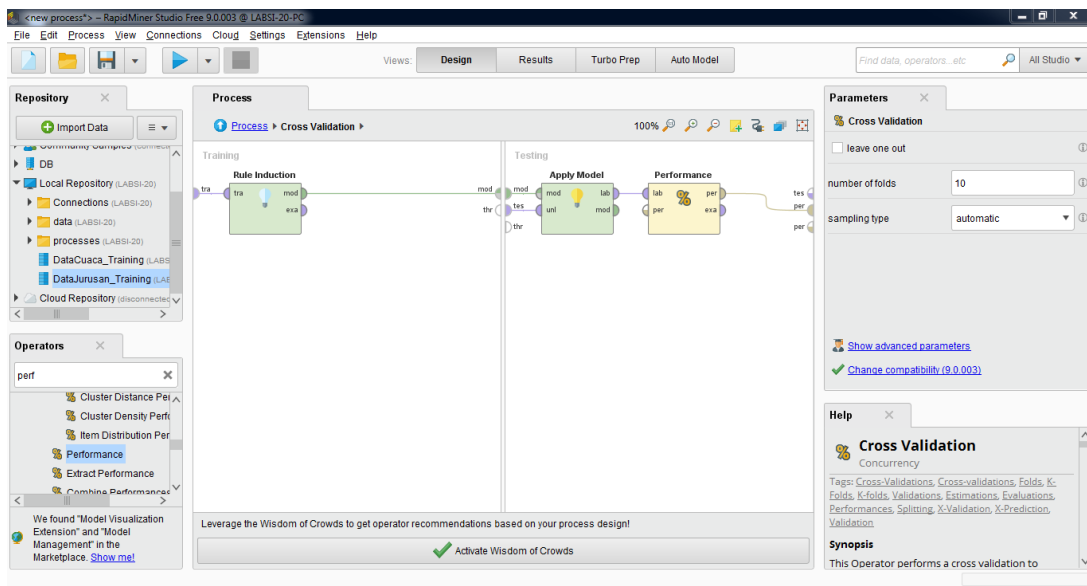 <new process*> – RapidMiner Studio Free 9.0.003 @ LABSI-20-PC
File Edit Process View Connections Cloud Settings Extensions Help
Views: Design Results Turbo Prep Auto Model
Find data, operators...etc All Studio
Repository
Import Data
Community Samples
DB
Local Repository (LABSI-20)
Connections (LABSI-20)
data (LABSI-20)
processes (LABSI-20)
DataCuaca_Training (LABS
DataJurusan_Training (LAB
Cloud Repository (disconnected
Operators
perf
Cluster Distance Per
Cluster Density Perfo
Item Distribution Per
Performance
Extract Performance
Combine Performances
We found "Model Visualization
Extension" and "Model
Management" in the
Marketplace. Show me!
Process
Process Cross Validation
100%
Training
Rule Induction
tra tra mod mod
exa thr
Testing
Apply Model
mod mod lab
tes unl mod
thr
Performance
lab per tes
per exa per
per
Leverage the Wisdom of Crowds to get operator recommendations based on your process design!
Activate Wisdom of Crowds
Parameters
Cross Validation
leave one out
number of folds 10
sampling type automatic
Show advanced parameters
Change compatibility (9.0.003)
Help
Cross Validation
Concurrency
Tags: Cross-Validations, Cross-validations, Folds, K-
Folds, K-folds, Validations, Estimations, Evaluations,
Performances, Splitting, X-Validation, X-Prediction,
Validation
Synopsis
This Operator performs a cross validation to